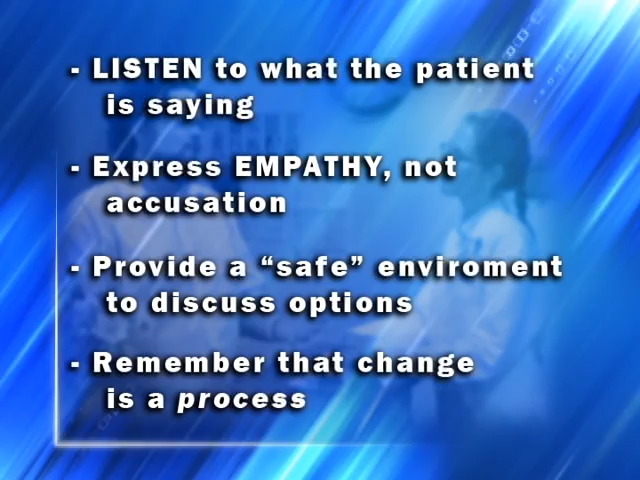 - LISTEN to what the patient
is saying
- Express EMPATHY, not
accusation
- Provide a “safe” enviroment
to discuss options
- Remember that change
is a process